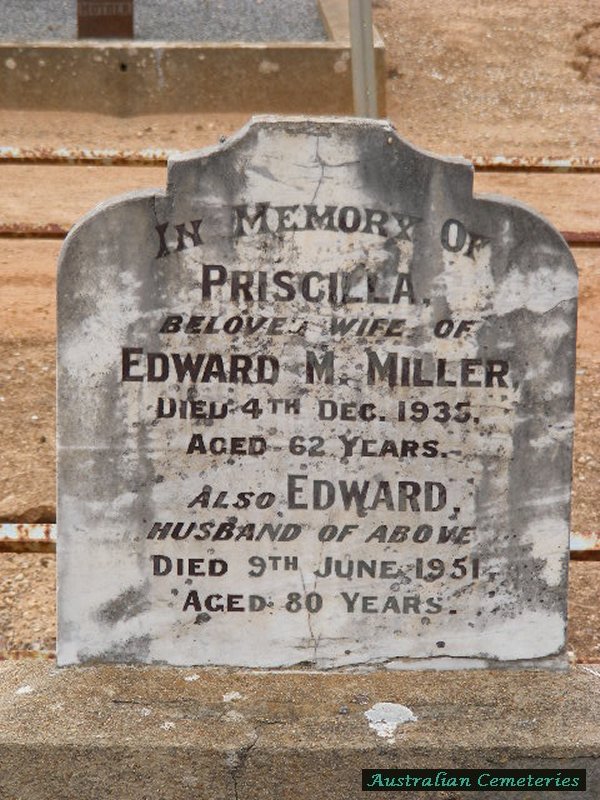 MOTHER
IN MEMORY OF
PRISCILLA,
BELOVED WIFE OF
EDWARD M. MILLER,
DIED 4TH DEC. 1935.
AGED 62 YEARS.
ALSO EDWARD,
HUSBAND OF ABOVE
DIED 9TH JUNE 1951.
AGED 80 YEARS.
Australian Cemeteries